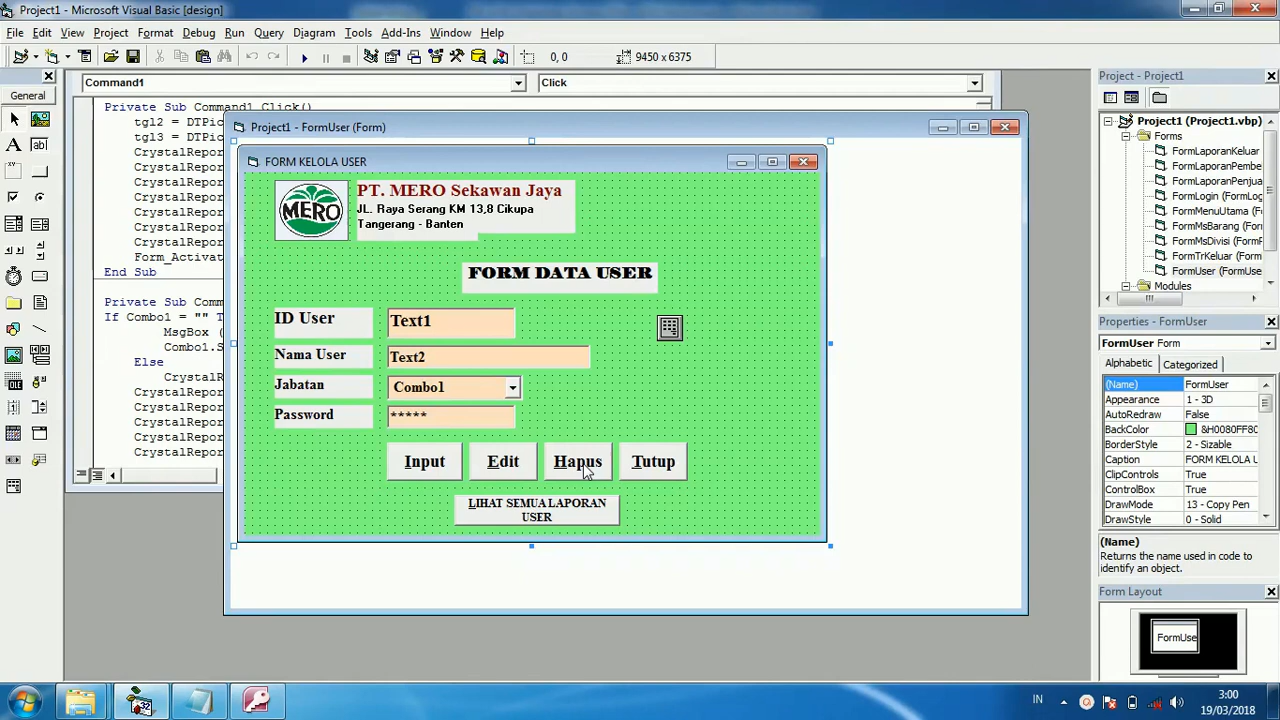 Project1 - Microsoft Visual Basic [design]
File Edit View Project Format Debug Run Query Diagram Tools Add-Ins Window Help
0, 0 9450 x 6375
General
Command1 Click
Private Sub Command1_Click()
tgl2 = DTPic
tgl3 = DTPic
CrystalRepor
CrystalRepor
CrystalRepor
CrystalRepor
CrystalRepor
CrystalRepor
CrystalRepor
Form_Activat
End Sub
Private Sub Comm
If Combo1 = "" T
MsgBox (
Combo1.S
Else
CrystalR
CrystalRepor
CrystalRepor
CrystalRepor
CrystalRepor
CrystalRepor
Project1 - FormUser (Form)
FORM KELOLA USER
MERO
PT. MERO Sekawan Jaya
JL. Raya Serang KM 13,8 Cikupa
Tangerang - Banten
FORM DATA USER
ID User Text1
Nama User Text2
Jabatan Combo1
Password *****
Input Edit Hapus Tutup
LIHAT SEMUA LAPORAN
USER
Project - Project1
Project1 (Project1.vbp)
Forms
FormLaporanKeluar
FormLaporanPembe
FormLaporanPenjua
FormLogin (FormLo
FormMenuUtama (
FormMsBarang (Fo
FormMsDivisi (Form
FormTrKeluar (Form
FormUser (FormUse
Modules
Properties - FormUser
FormUser Form
Alphabetic Categorized
(Name) FormUser
Appearance 1 - 3D
AutoRedraw False
BackColor &H0080FF80
BorderStyle 2 - Sizable
Caption FORM KELOLA U
ClipControls True
ControlBox True
DrawMode 13 - Copy Pen
DrawStyle 0 - Solid
(Name)
Returns the name used in code to
identify an object.
Form Layout
FormUse
32
IN
3:00
19/03/2018